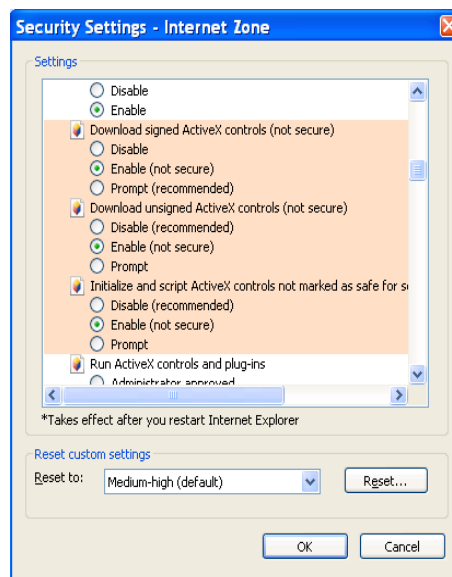 Security Settings - Internet Zone
Settings
Disable
Enable
Download signed ActiveX controls (not secure)
Disable
Enable (not secure)
Prompt (recommended)
Download unsigned ActiveX controls (not secure)
Disable (recommended)
Enable (not secure)
Prompt
Initialize and script ActiveX controls not marked as safe for s
Disable (recommended)
Enable (not secure)
Prompt
Run ActiveX controls and plug-ins
Administrator approved
*Takes effect after you restart Internet Explorer
Reset custom settings
Reset to: Medium-high (default) Reset...
OK Cancel